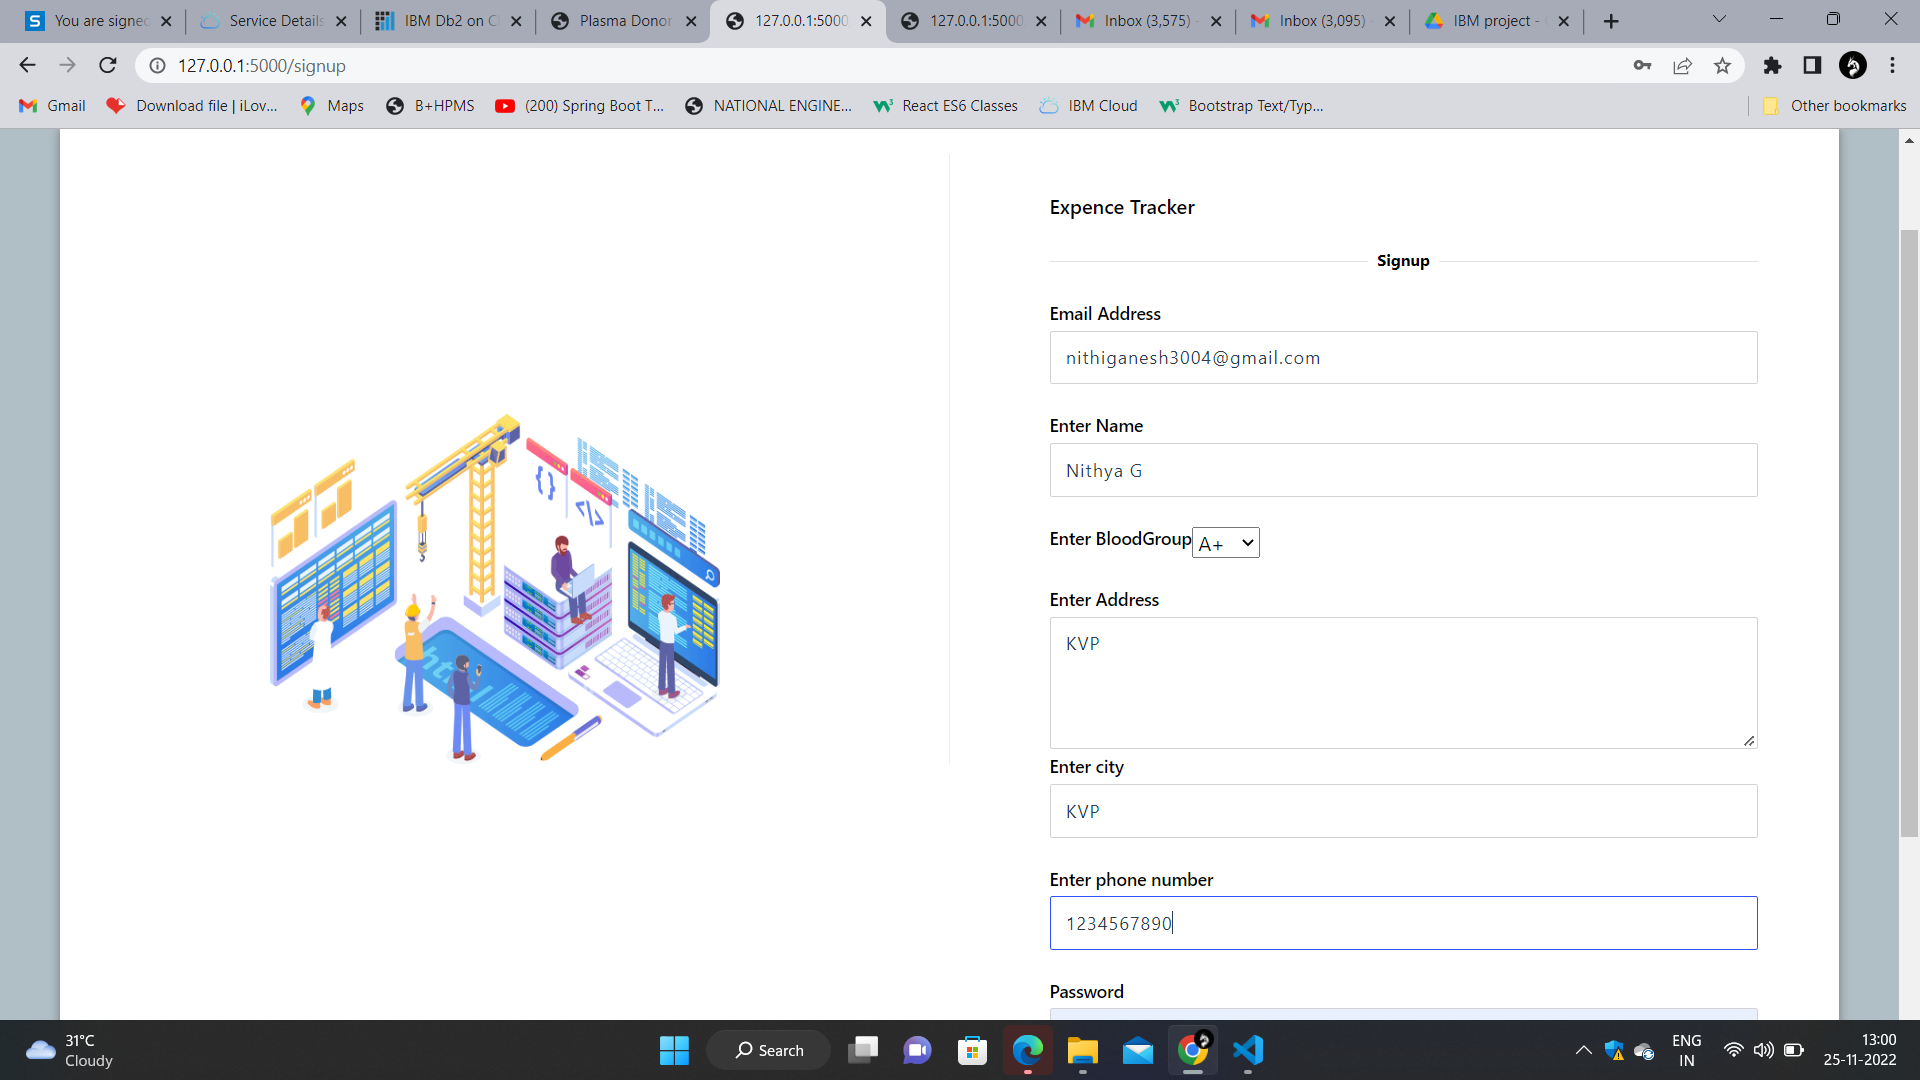 You are signe
Service Details
IBM Db2 on Cl
Plasma Donor
127.0.0.1:5000
127.0.0.1:5000
Inbox (3,575) -
Inbox (3,095) -
IBM project -
127.0.0.1:5000/signup
Gmail
Download file | iLov...
Maps
B+HPMS
(200) Spring Boot T...
NATIONAL ENGINE...
React ES6 Classes
IBM Cloud
Bootstrap Text/Typ...
Other bookmarks
Expence Tracker
Signup
Email Address
nithiganesh3004@gmail.com
Enter Name
Nithya G
Enter BloodGroup A+
Enter Address
KVP
Enter city
KVP
Enter phone number
1234567890
Password
{}
</>
31°C
Cloudy
Search
ENG
IN
13:00
25-11-2022